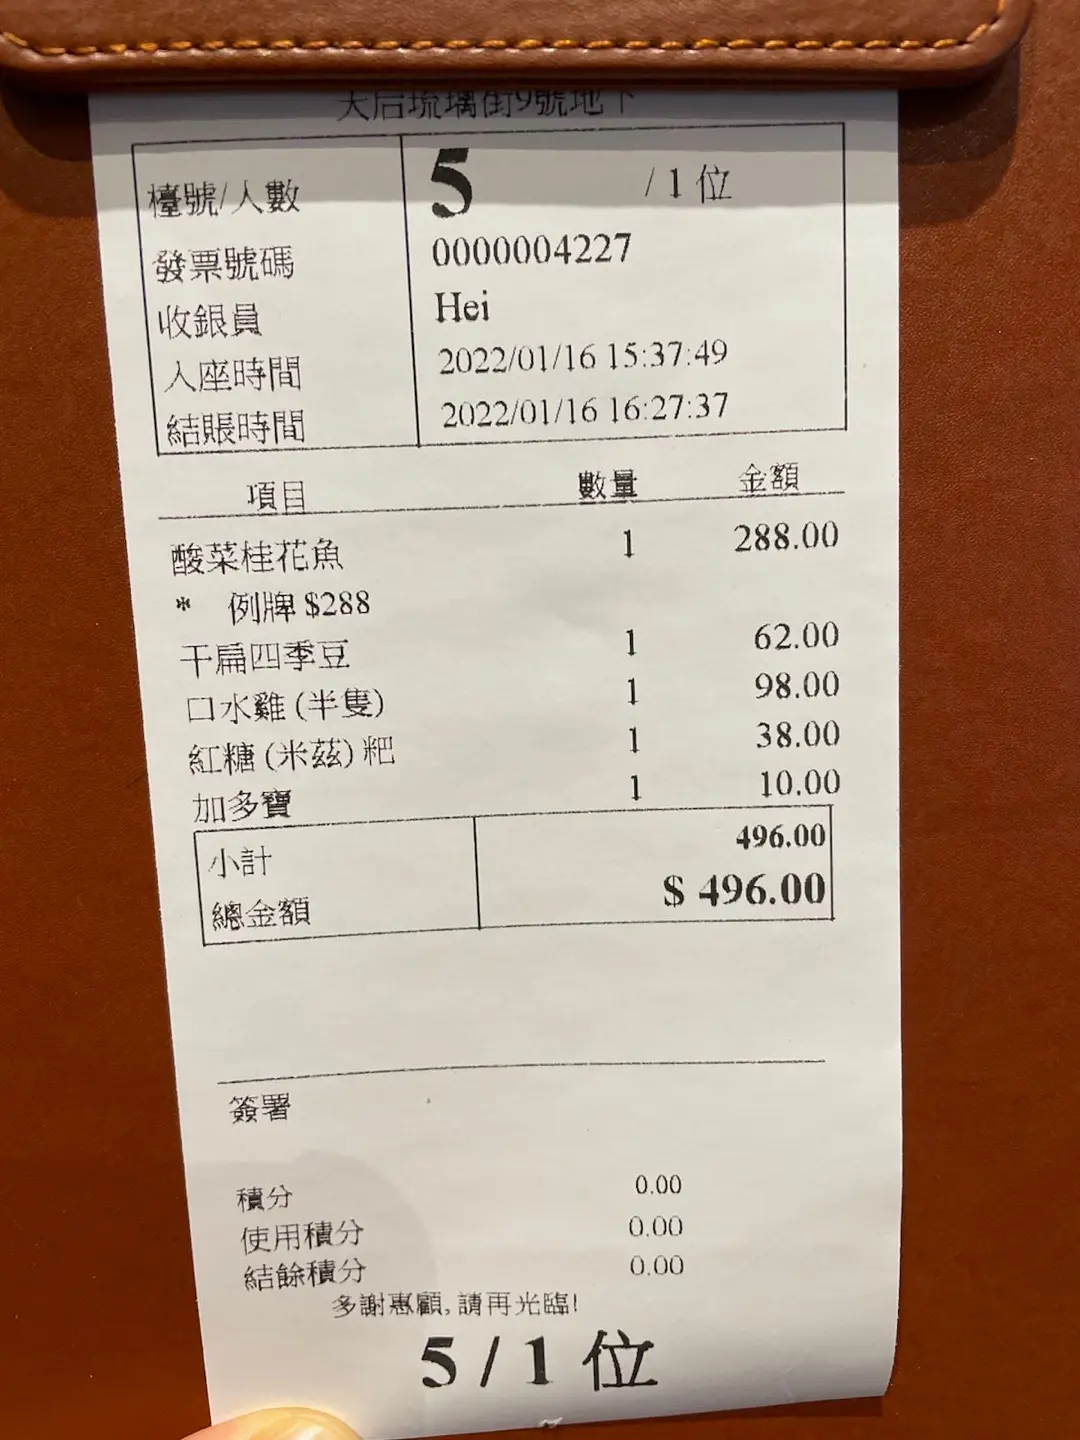 天后琉璃街9號地下
檯號/人數 5 /1位
發票號碼 0000004227
收銀員 Hei
入座時間 2022/01/16 15:37:49
結賬時間 2022/01/16 16:27:37
項目 數量 金額
酸菜桂花魚 1 288.00
* 例牌 $288
干扁四季豆 1 62.00
口水雞 (半隻) 1 98.00
紅糖 (米茲) 粑 1 38.00
加多寶 1 10.00
小計 496.00
總金額 $ 496.00
簽署
積分 0.00
使用積分 0.00
結餘積分 0.00
多謝惠顧,請再光臨!
5 / 1 位